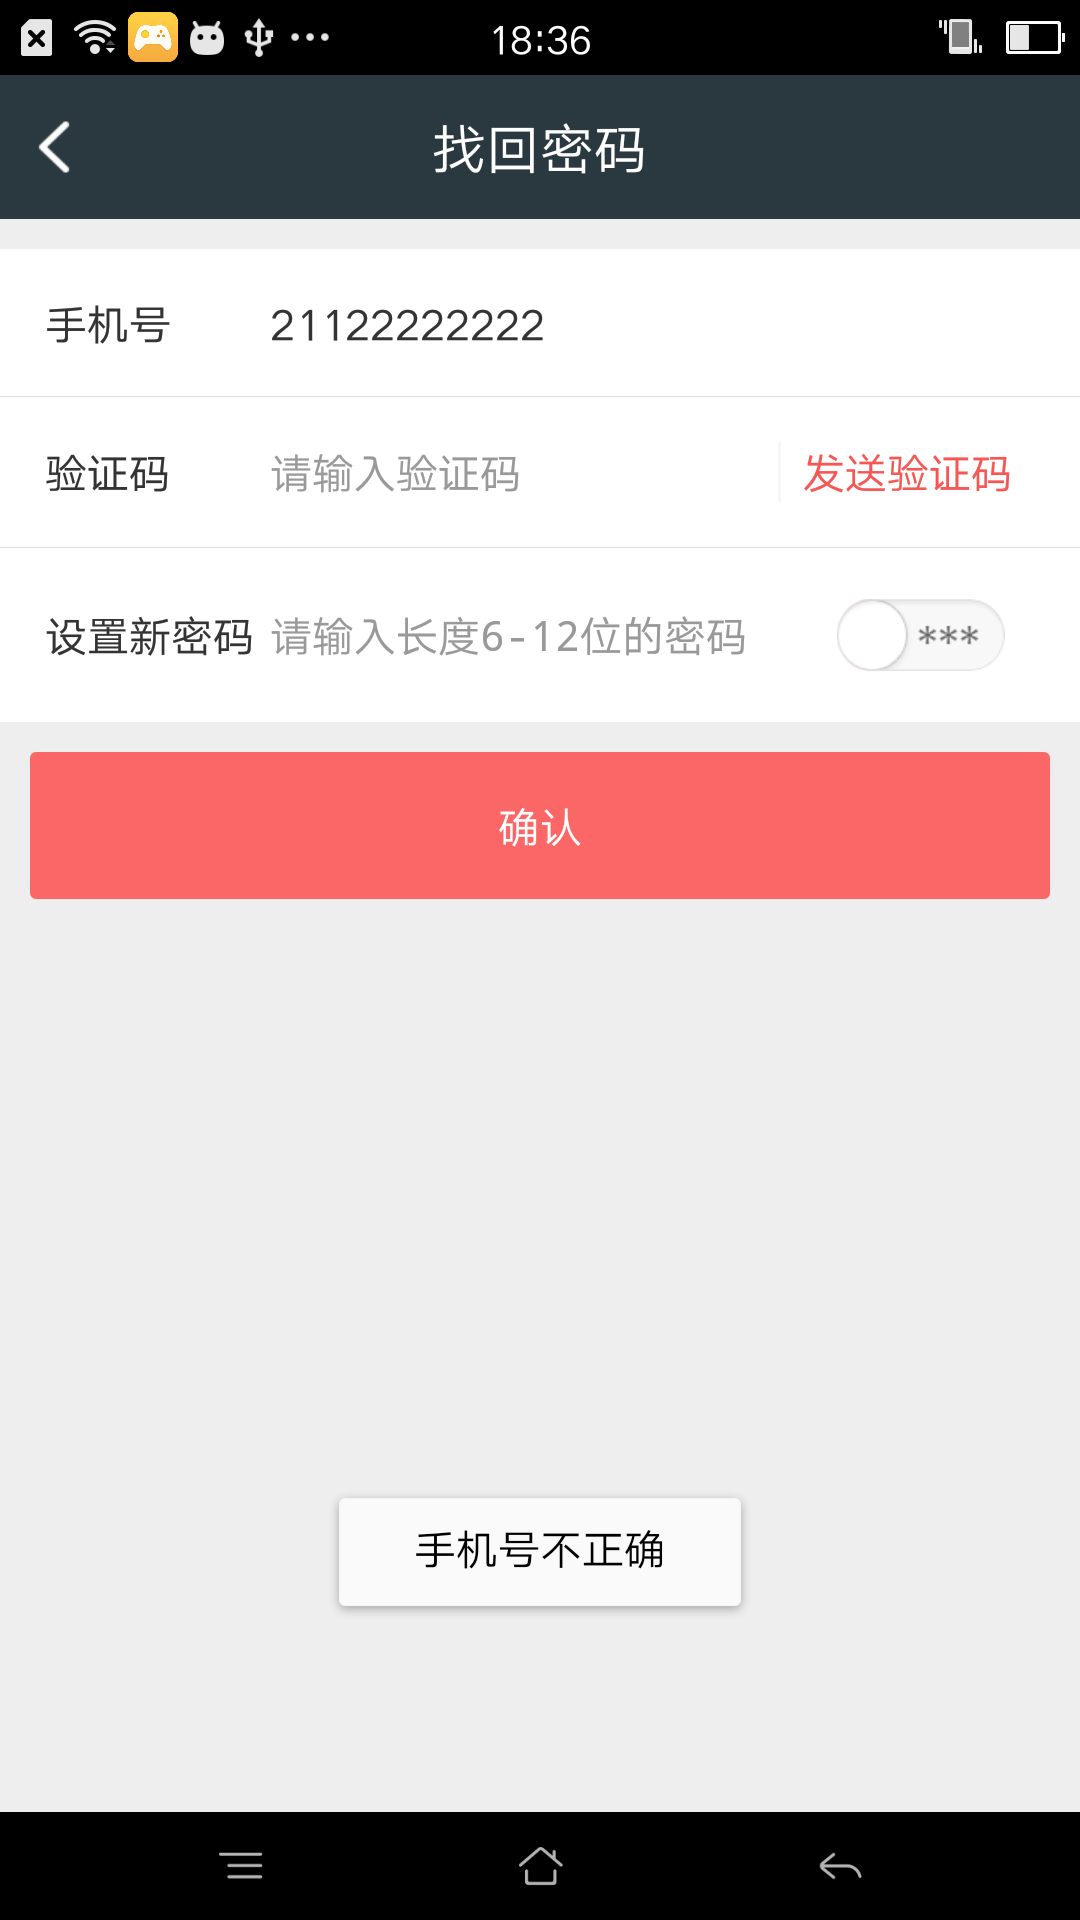 18:36
找回密码
手机号 21122222222
验证码 请输入验证码 发送验证码
设置新密码 请输入长度6-12位的密码 ***
确认
手机号不正确